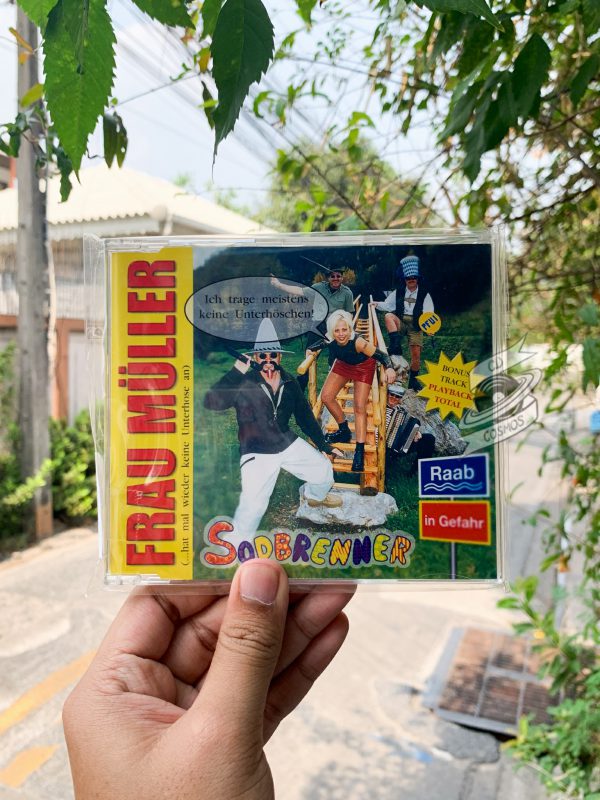 FRAU MÜLLER
(...hat mal wieder keine Unterhose an)
Ich trage meistens
keine Unterhöschen!
PFUI
BONUS
TRACK
PLAYBACK
TOTAL
COSMOS
Raab
in Gefahr
SODBRENNER